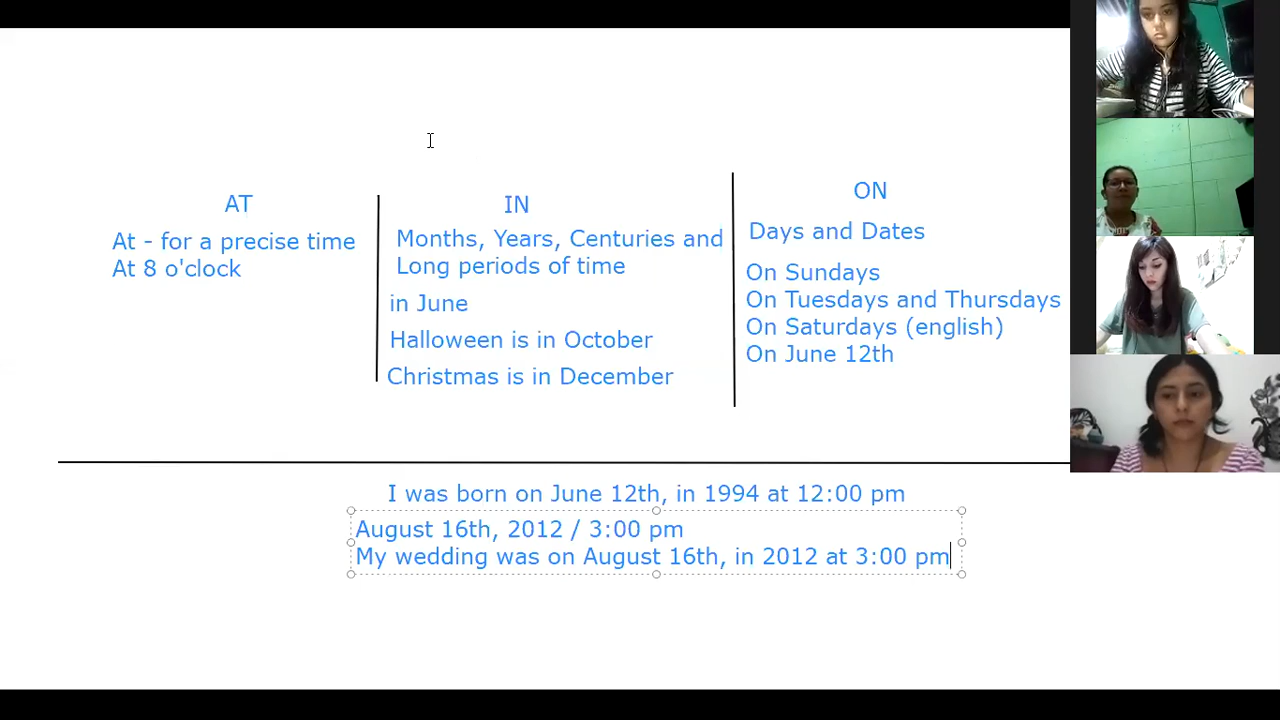 AT
At - for a precise time
At 8 o'clock
IN
Months, Years, Centuries and
Long periods of time
in June
Halloween is in October
Christmas is in December
ON
Days and Dates
On Sundays
On Tuesdays and Thursdays
On Saturdays (english)
On June 12th
I was born on June 12th, in 1994 at 12:00 pm
August 16th, 2012 / 3:00 pm
My wedding was on August 16th, in 2012 at 3:00 pm